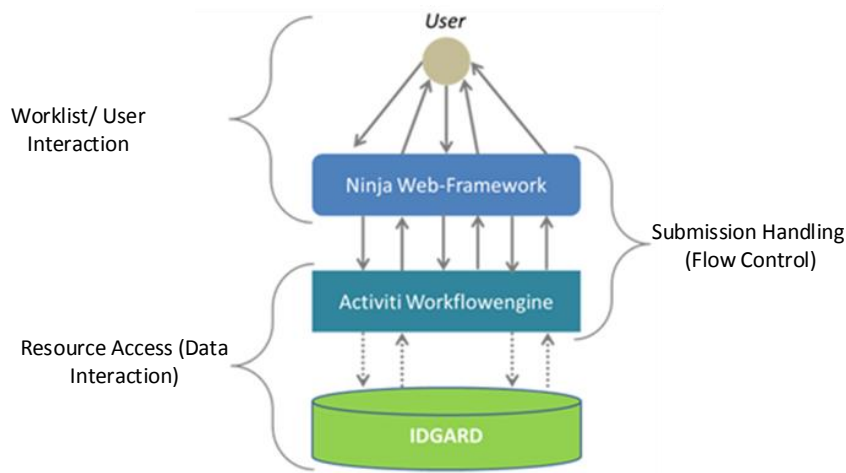 User
Worklist/ User
Interaction
Ninja Web-Framework
Submission Handling
(Flow Control)
Activiti Workflowengine
Resource Access (Data
Interaction)
IDGARD